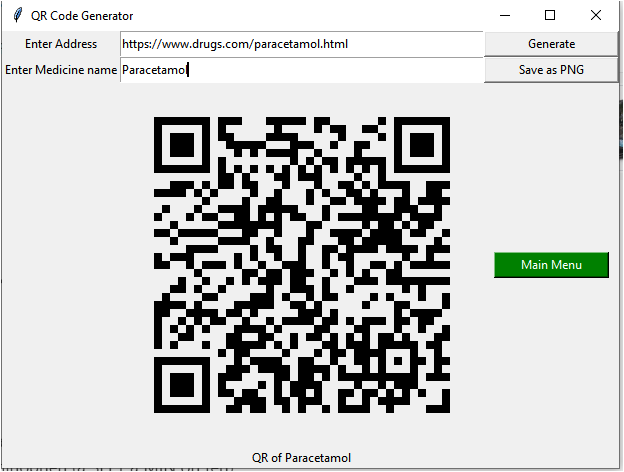 QR Code Generator
Enter Address https://www.drugs.com/paracetamol.html Generate
Enter Medicine name Paracetamol Save as PNG
Main Menu
QR of Paracetamol